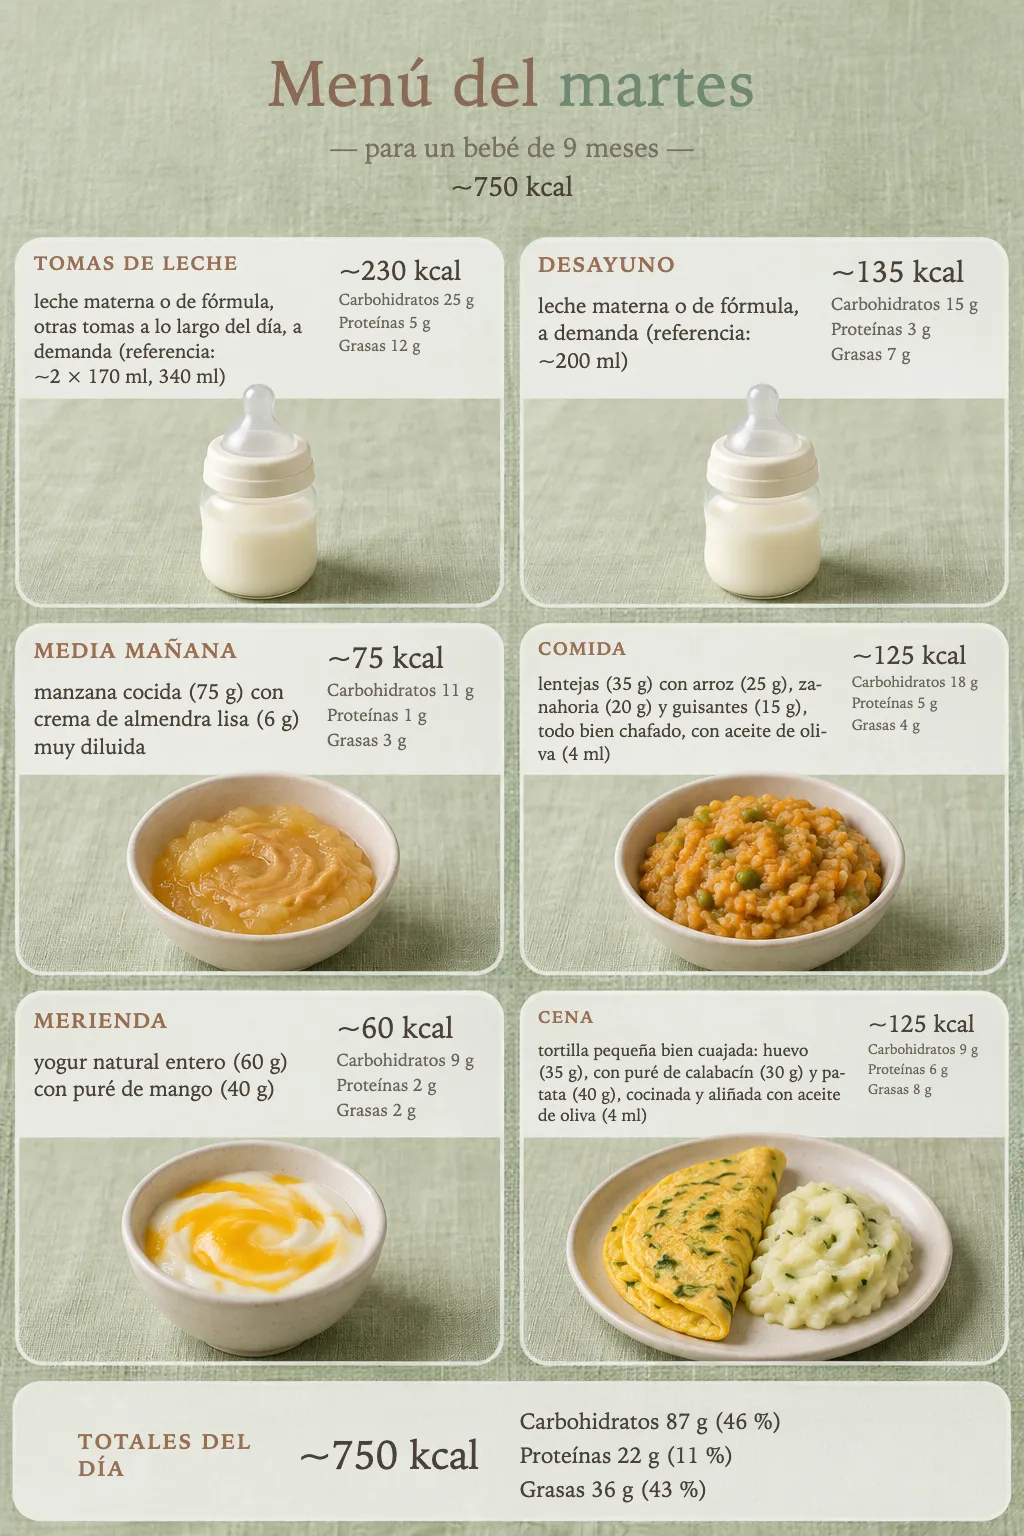 Menú del martes
— para un bebé de 9 meses —
~750 kcal
TOMAS DE LECHE
leche materna o de fórmula,
otras tomas a lo largo del día, a
demanda (referencia:
~2 × 170 ml, 340 ml)
~230 kcal
Carbohidratos 25 g
Proteínas 5 g
Grasas 12 g
DESAYUNO
leche materna o de fórmula,
a demanda (referencia:
~200 ml)
~135 kcal
Carbohidratos 15 g
Proteínas 3 g
Grasas 7 g
MEDIA MAÑANA
manzana cocida (75 g) con
crema de almendra lisa (6 g)
muy diluida
~75 kcal
Carbohidratos 11 g
Proteínas 1 g
Grasas 3 g
COMIDA
lentejas (35 g) con arroz (25 g), za-
nahoria (20 g) y guisantes (15 g),
todo bien chafado, con aceite de oli-
va (4 ml)
~125 kcal
Carbohidratos 18 g
Proteínas 5 g
Grasas 4 g
MERIENDA
yogur natural entero (60 g)
con puré de mango (40 g)
~60 kcal
Carbohidratos 9 g
Proteínas 2 g
Grasas 2 g
CENA
tortilla pequeña bien cuajada: huevo
(35 g), con puré de calabacín (30 g) y pa-
tata (40 g), cocinada y aliñada con aceite
de oliva (4 ml)
~125 kcal
Carbohidratos 9 g
Proteínas 6 g
Grasas 8 g
TOTALES DEL
DÍA
~750 kcal
Carbohidratos 87 g (46 %)
Proteínas 22 g (11 %)
Grasas 36 g (43 %)